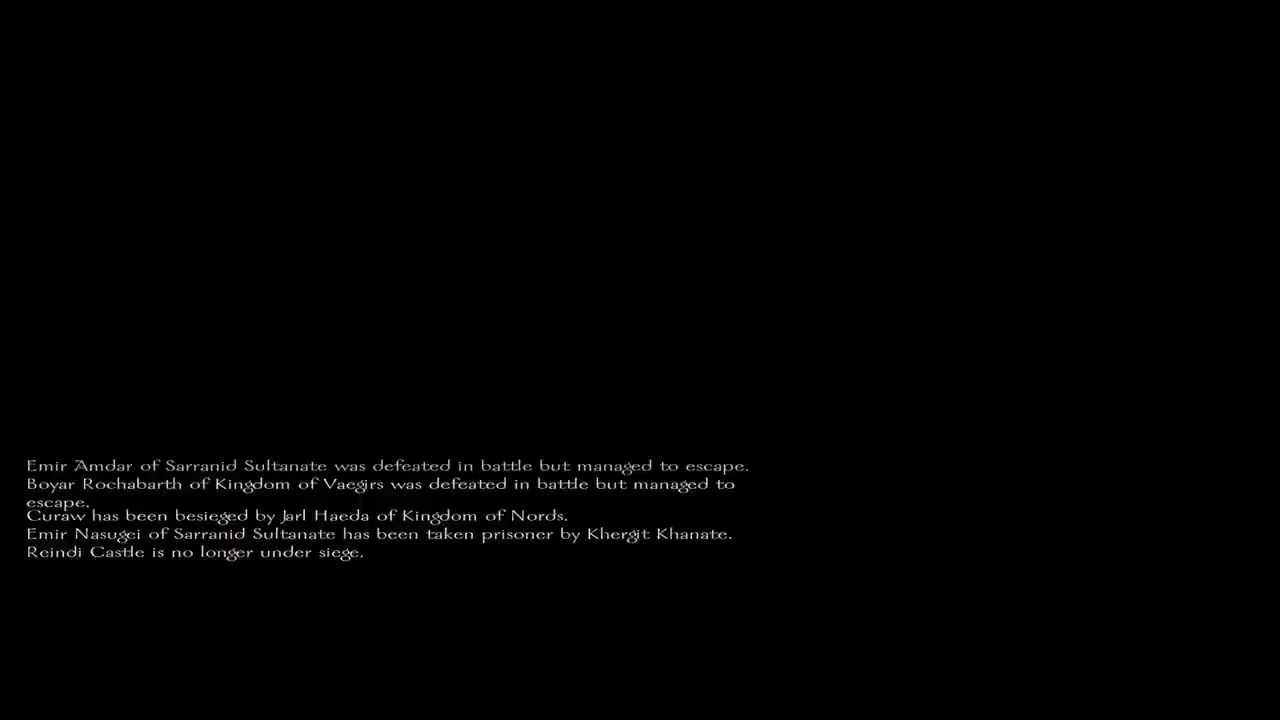 Emir Amdar of Sarranid Sultanate was defeated in battle but managed to escape.
Boyar Rochabarth of Kingdom of Vaegirs was defeated in battle but managed to
escape.
Curaw has been besieged by Jarl Haeda of Kingdom of Nords.
Emir Nasugei of Sarranid Sultanate has been taken prisoner by Khergit Khanate.
Reindi Castle is no longer under siege.